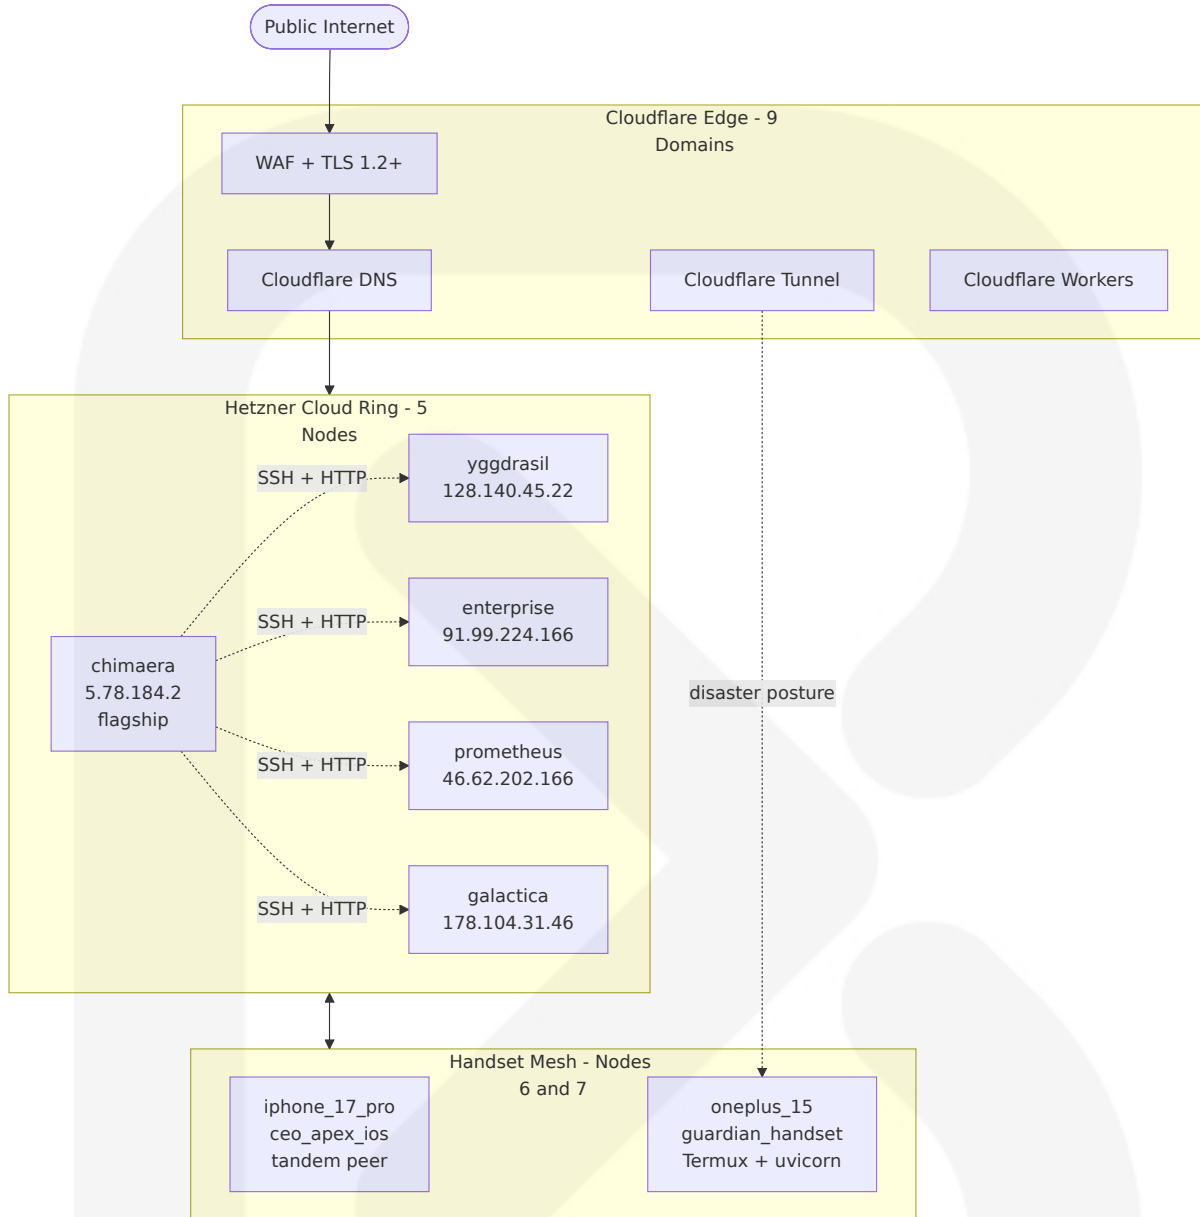 Public Internet
Cloudflare Edge - 9
Domains
WAF + TLS 1.2+
Cloudflare DNS
Cloudflare Tunnel
Cloudflare Workers
Hetzner Cloud Ring - 5
Nodes
SSH + HTTP
yggdrasil
128.140.45.22
SSH + HTTP
enterprise
91.99.224.166
chimaera
5.78.184.2
flagship
disaster posture
SSH + HTTP
prometheus
46.62.202.166
SSH + HTTP
galactica
178.104.31.46
Handset Mesh - Nodes
6 and 7
iphone_17_pro
ceo_apex_ios
tandem peer
oneplus_15
guardian_handset
Termux + uvicorn